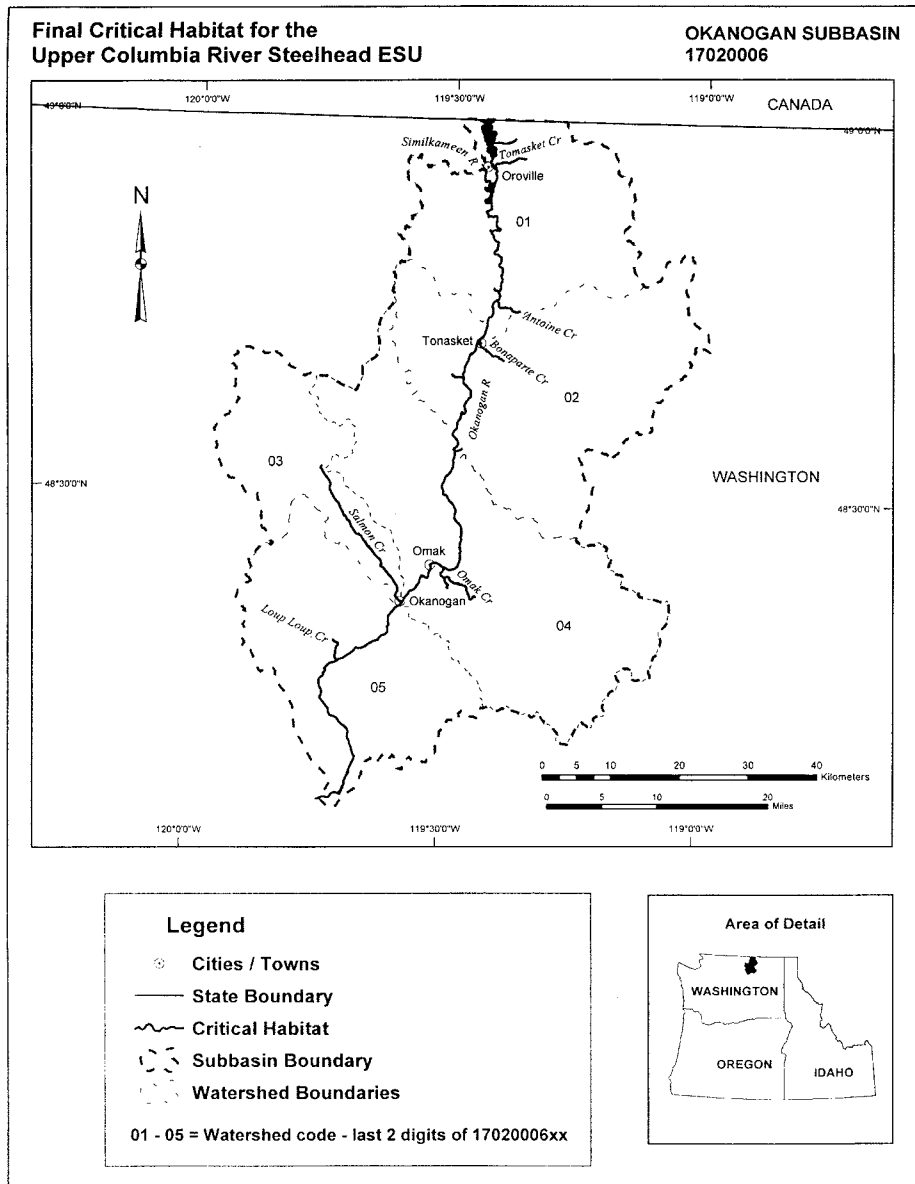 Final Critical Habitat for the
Upper Columbia River Steelhead ESU
OKANOGAN SUBBASIN
17020006
120°0'0"W
119°30'0"W
119°0'0"W
CANADA
49°0'0"N
49°0'0"N
Similkameen R
Tomasket Cr
Oroville
N
01
Antoine Cr
Tonasket
Bonaparte Cr
Okanogan R
02
03
WASHINGTON
48°30'0"N
48°30'0"N
Salmon Cr
Omak
Omak Cr
Okanogan
Loup Loup Cr
04
05
0 5 10 20 30 40
Kilometers
0 5 10 20
Miles
120°0'0"W
119°30'0"W
119°0'0"W
Legend
Cities / Towns
State Boundary
Critical Habitat
Subbasin Boundary
Watershed Boundaries
01 - 05 = Watershed code - last 2 digits of 17020006xx
Area of Detail
WASHINGTON
OREGON
IDAHO